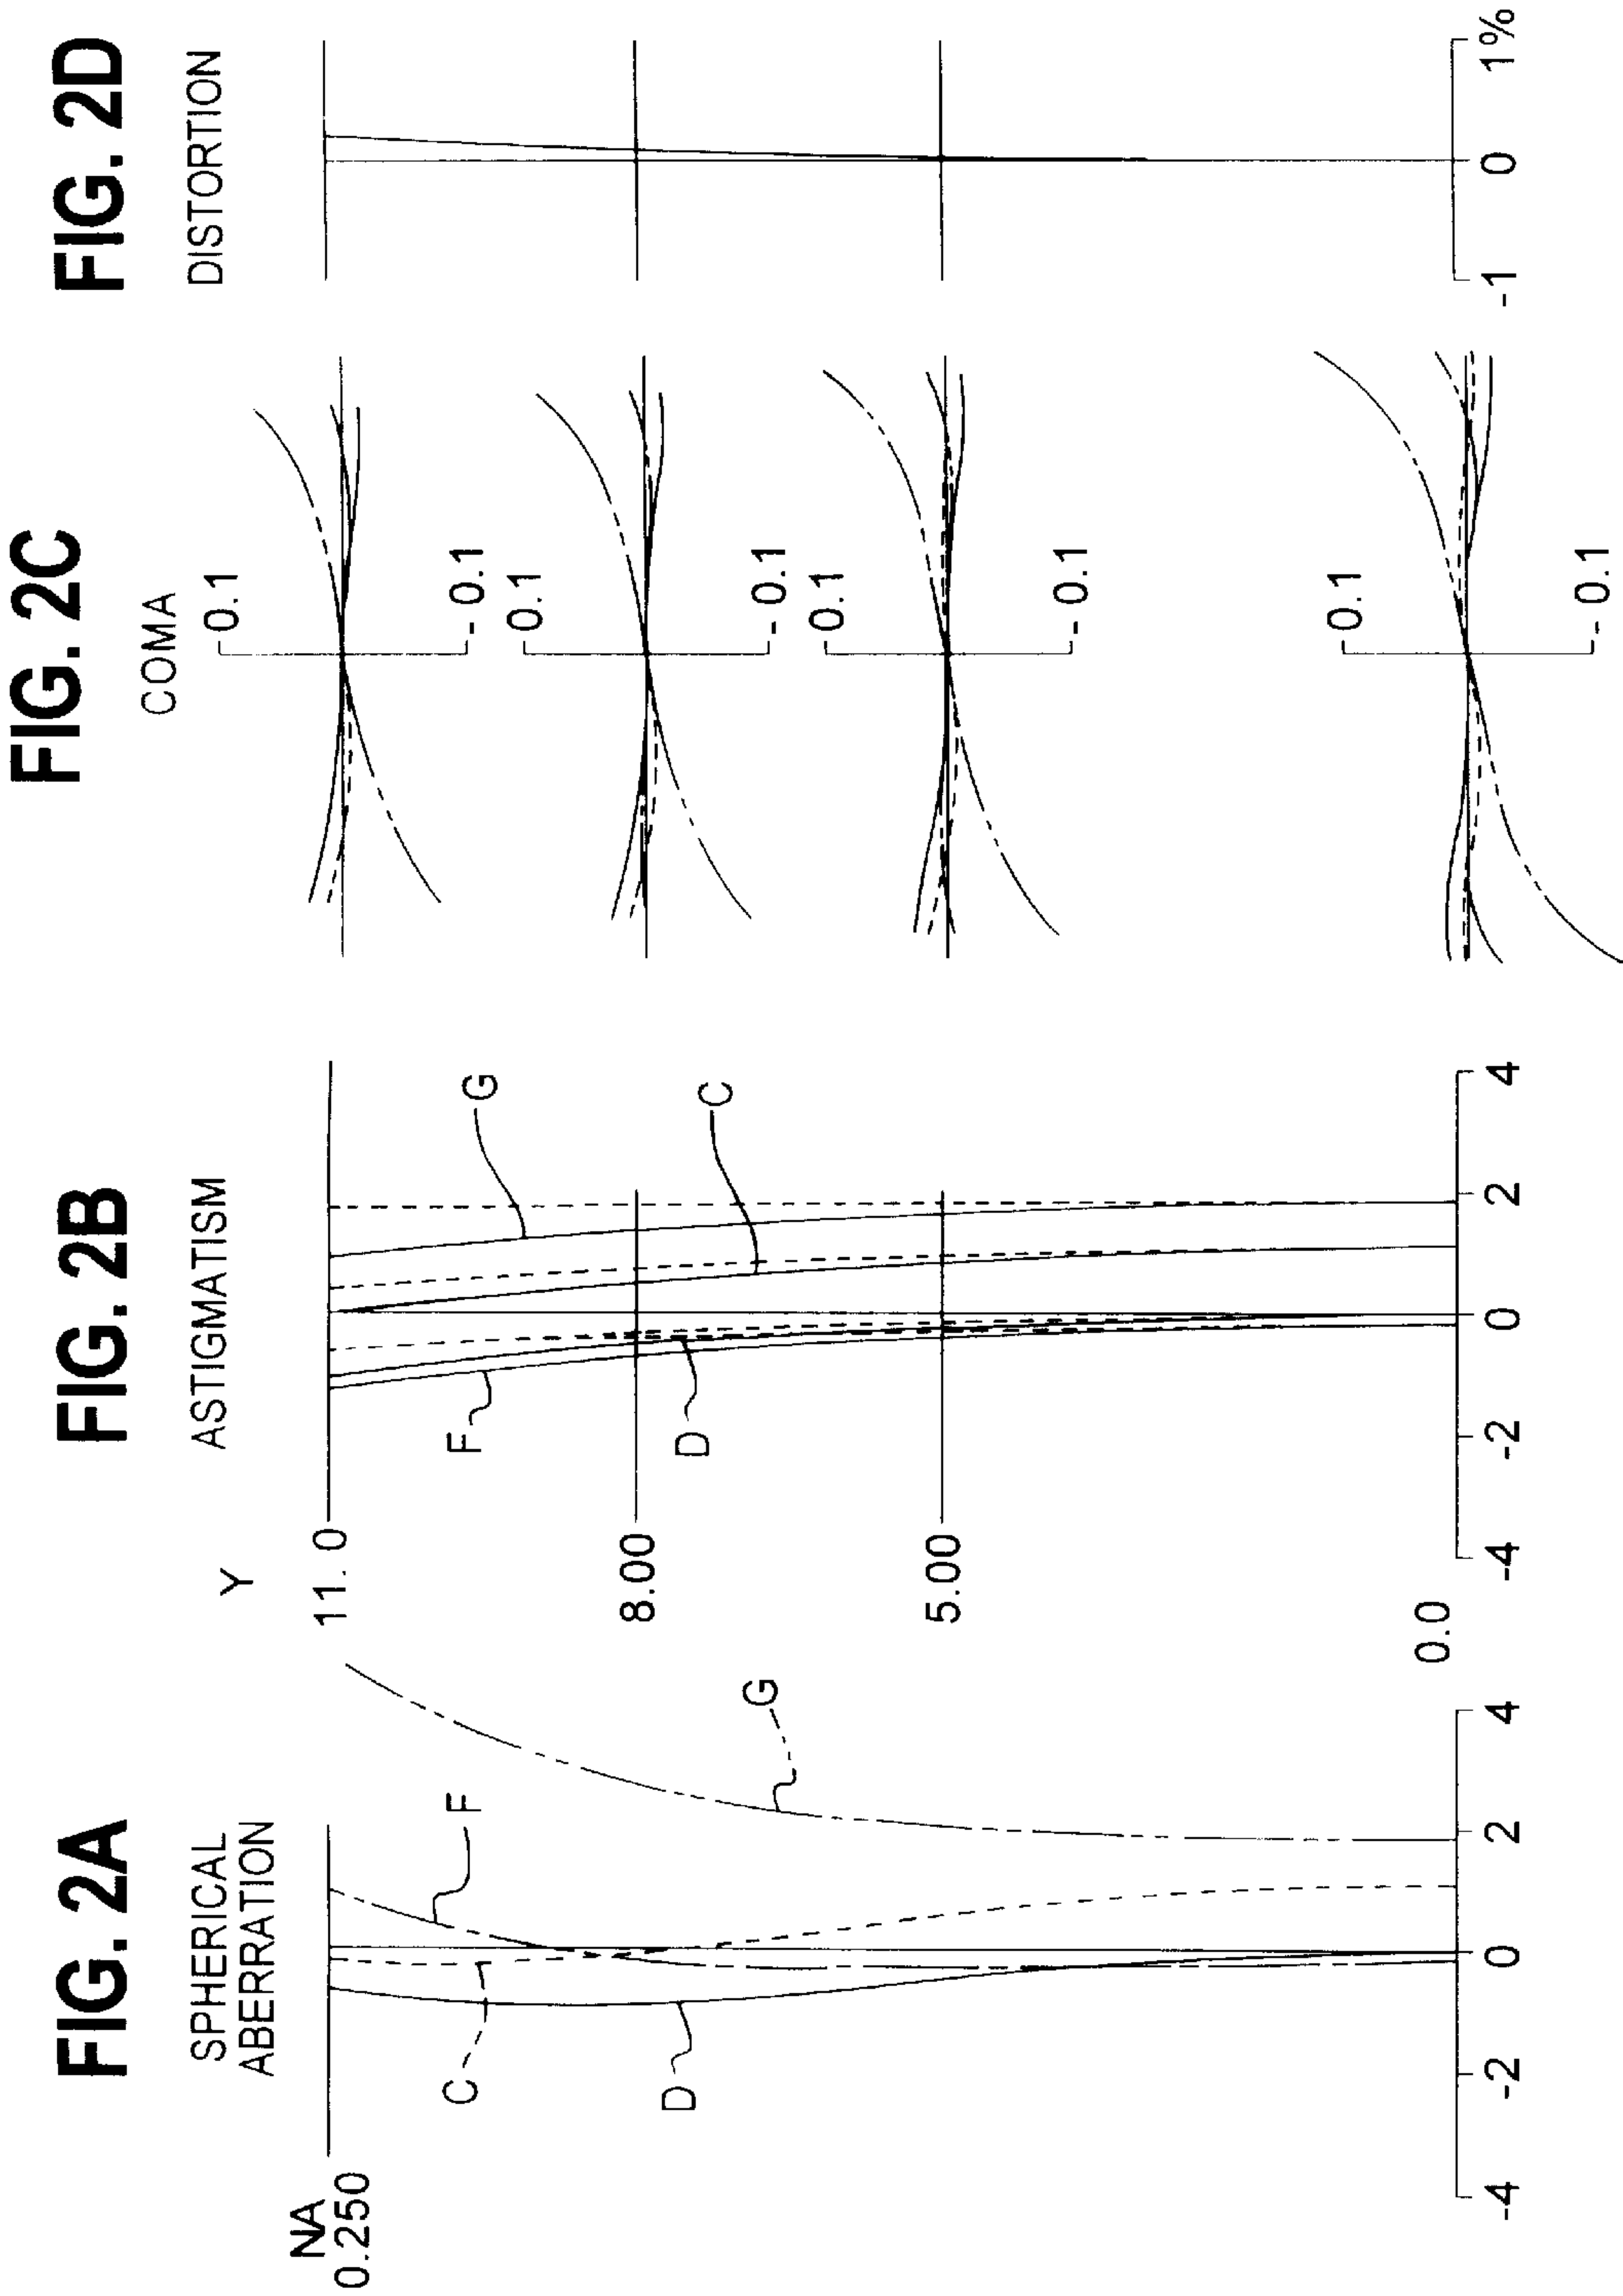 FIG. 2A
SPHERICAL
ABERRATION
NA
0.250
F
C
G
D
-4
-2
0
2
4
FIG. 2B
ASTIGMATISM
Y
11.0
8.00
5.00
0.0
G
F
C
D
-4
-2
0
2
4
FIG. 2C
COMA
0.1
-0.1
0.1
-0.1
0.1
-0.1
0.1
-0.1
FIG. 2D
DISTORTION
-1
0
1%